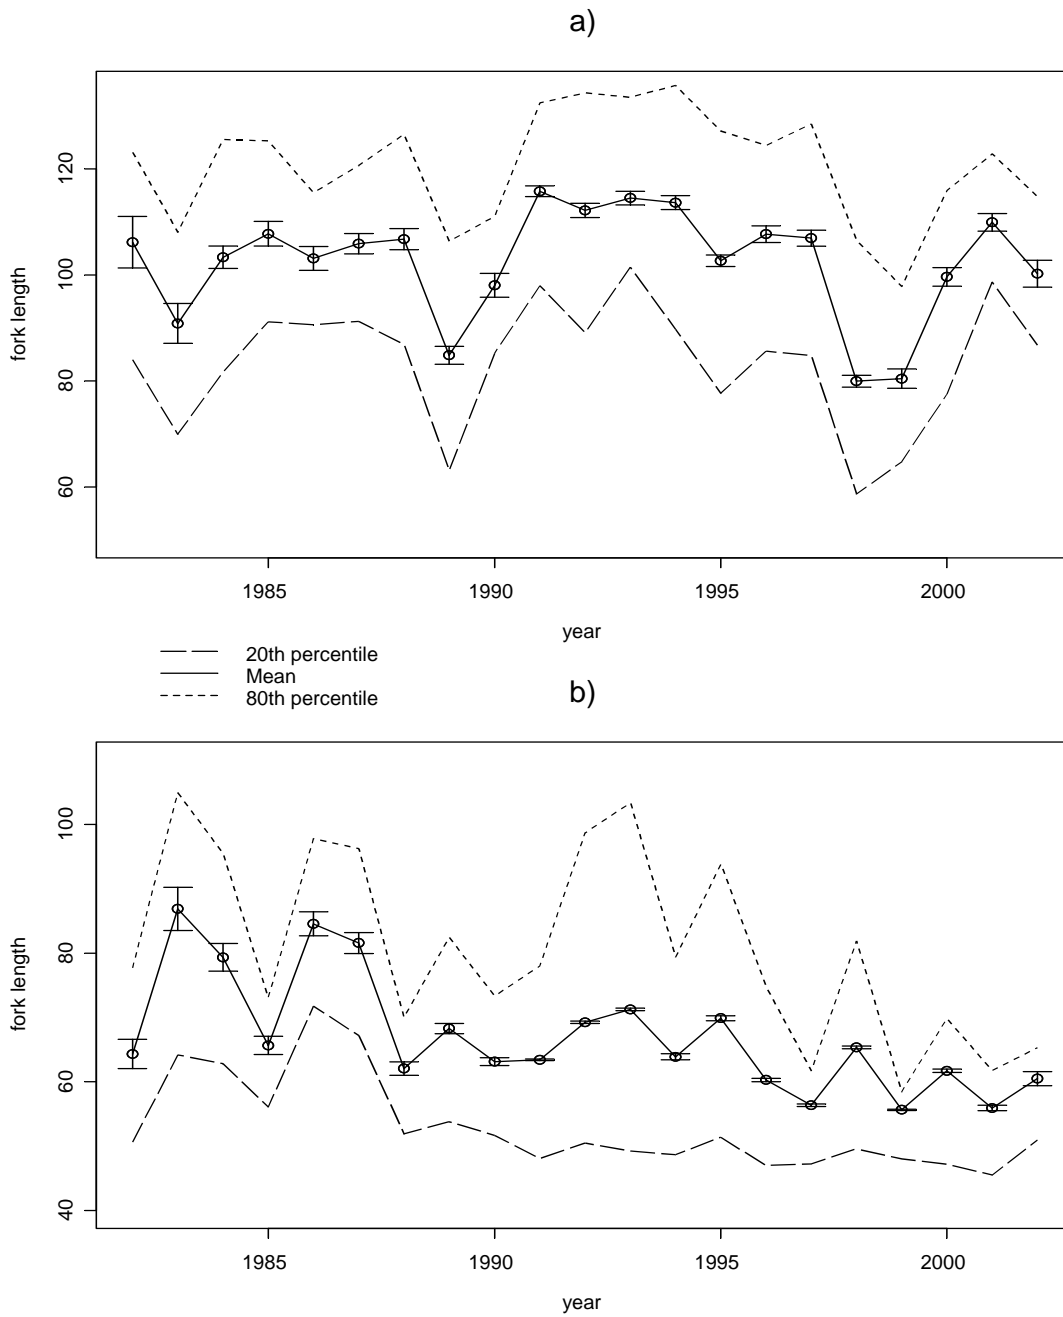 a)
fork length
120
100
80
60
1985 1990 1995 2000
year
20th percentile
Mean
80th percentile
b)
fork length
100
80
60
40
1985 1990 1995 2000
year